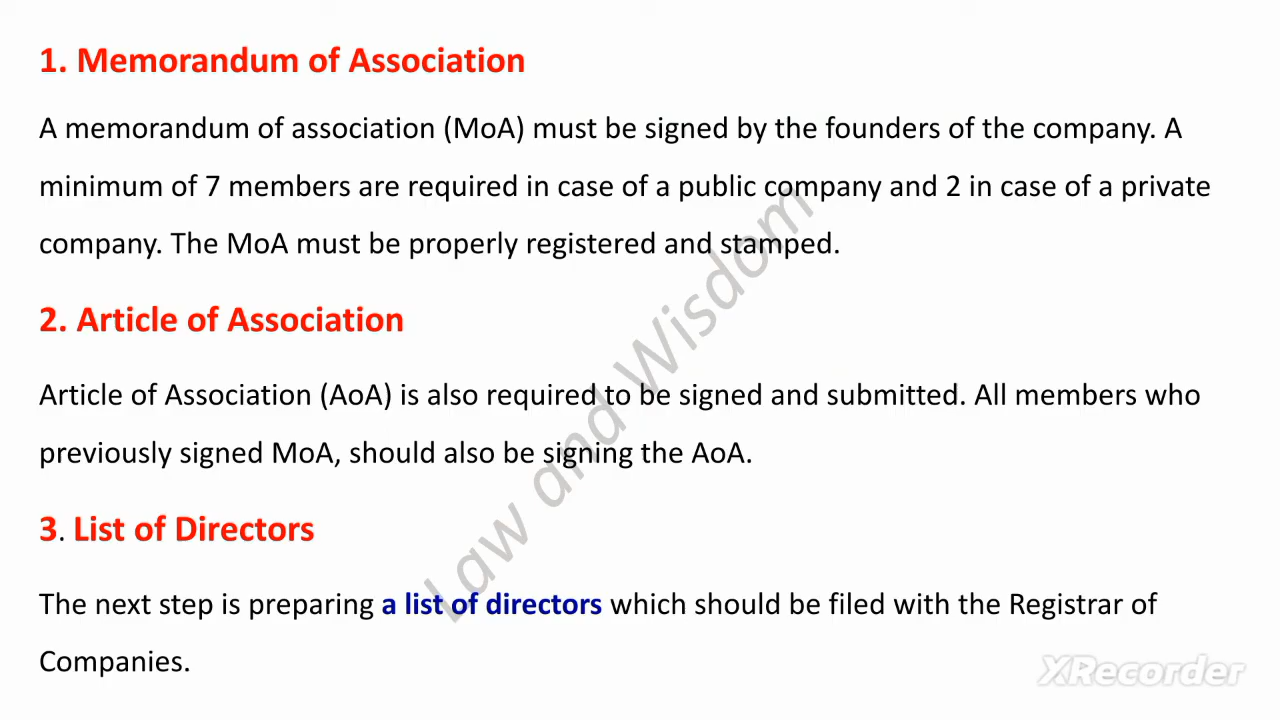 1. Memorandum of Association
A memorandum of association (MoA) must be signed by the founders of the company. A
minimum of 7 members are required in case of a public company and 2 in case of a private
company. The MoA must be properly registered and stamped.
2. Article of Association
Article of Association (AoA) is also required to be signed and submitted. All members who
previously signed MoA, should also be signing the AoA.
3. List of Directors
The next step is preparing a list of directors which should be filed with the Registrar of
Companies.
Law and Wisdom
XRecorder